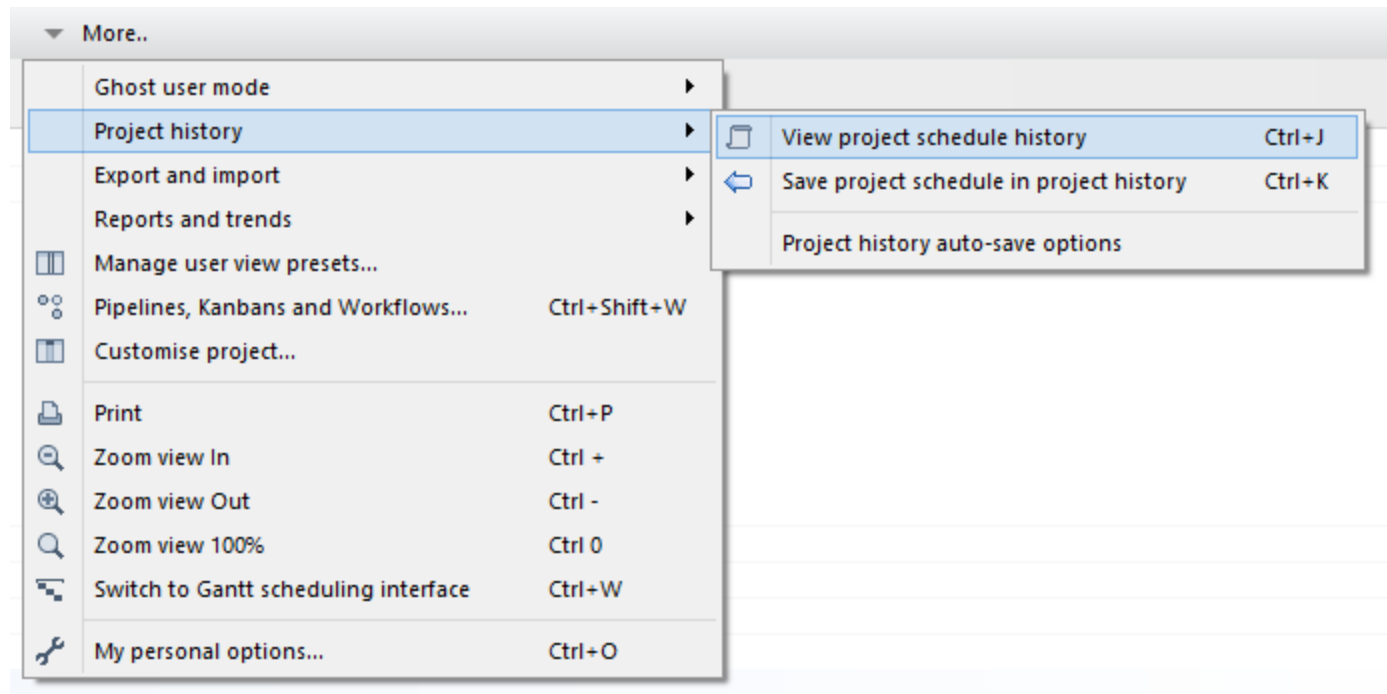 More..
Ghost user mode
Project history
Export and import
Reports and trends
Manage user view presets...
Pipelines, Kanbans and Workflows... Ctrl+Shift+W
Customise project...
Print Ctrl+P
Zoom view In Ctrl +
Zoom view Out Ctrl -
Zoom view 100% Ctrl 0
Switch to Gantt scheduling interface Ctrl+W
My personal options... Ctrl+O
View project schedule history Ctrl+J
Save project schedule in project history Ctrl+K
Project history auto-save options